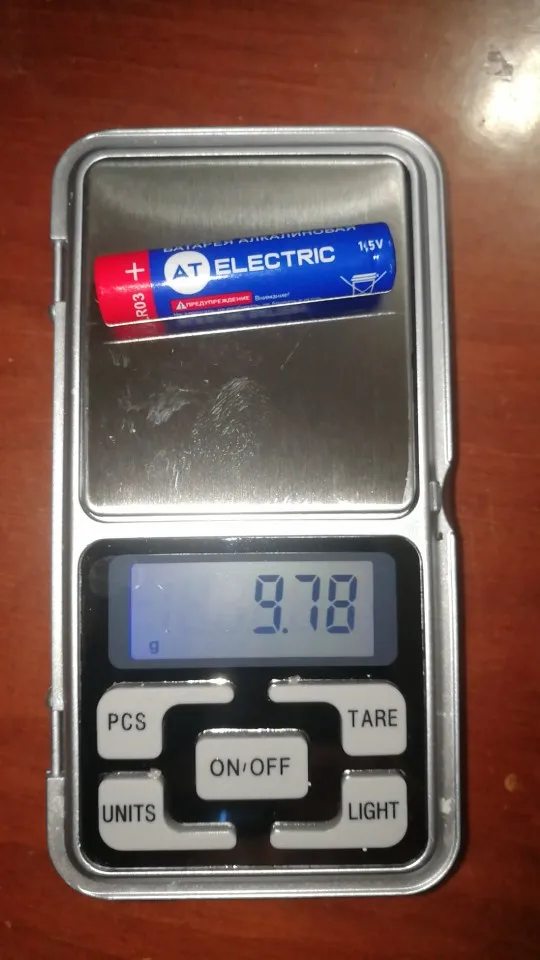 БАТАРЕЯ АЛКАЛИНОВАЯ
+ AT ELECTRIC 1,5V
LR03
ПРЕДУПРЕЖДЕНИЕ Внимание!
9.78
g
PCS TARE
ON/OFF
UNITS LIGHT